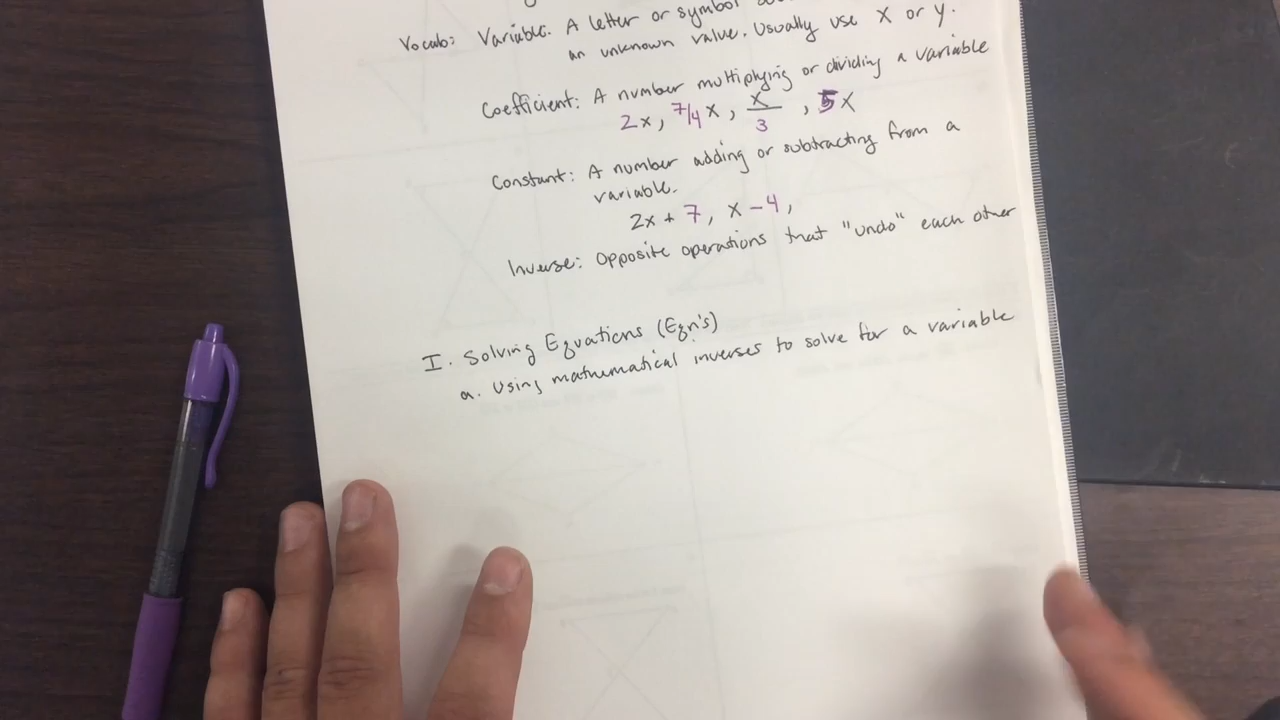 Vocab: Variable. A letter or symbol
an unknown value. Usually use X or y.
Coefficient: A number multiplying or dividing a variable
2x, 7/4 x, x/3, 5x
Constant: A number adding or subtracting from a
variable.
2x + 7, x - 4,
Inverse: Opposite operations that "undo" each other
I. Solving Equations (Eqn's)
a. Using mathematical inverses to solve for a variable